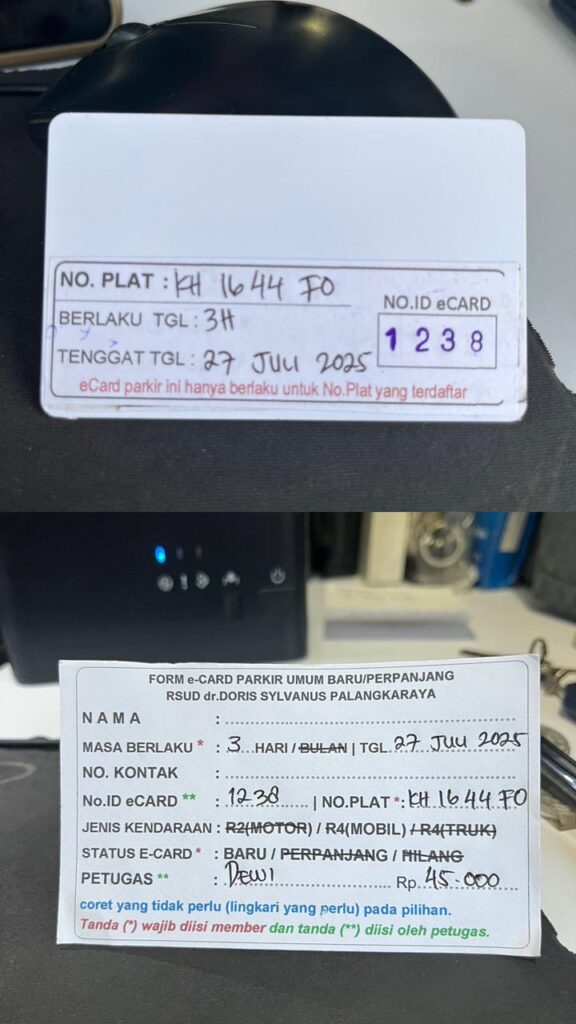 NO. PLAT : KH 1644 FO
BERLAKU TGL : 3H
NO.ID eCARD
1238
TENGGAT TGL : 27 JULI 2025
eCard parkir ini hanya berlaku untuk No.Plat yang terdaftar
FORM e-CARD PARKIR UMUM BARU/PERPANJANG
RSUD dr.DORIS SYLVANUS PALANGKARAYA
NAMA :
MASA BERLAKU * : 3 HARI / BULAN | TGL. 27 JULI 2025
NO. KONTAK :
No.ID eCARD ** : 1238 | NO.PLAT *: KH 1644 FO
JENIS KENDARAAN : R2(MOTOR) / R4(MOBIL) / R4(TRUK)
STATUS E-CARD * : BARU / PERPANJANG / HILANG
PETUGAS ** : DEWI Rp. 45.000
coret yang tidak perlu (lingkari yang perlu) pada pilihan.
Tanda (*) wajib diisi member dan tanda (**) diisi oleh petugas.